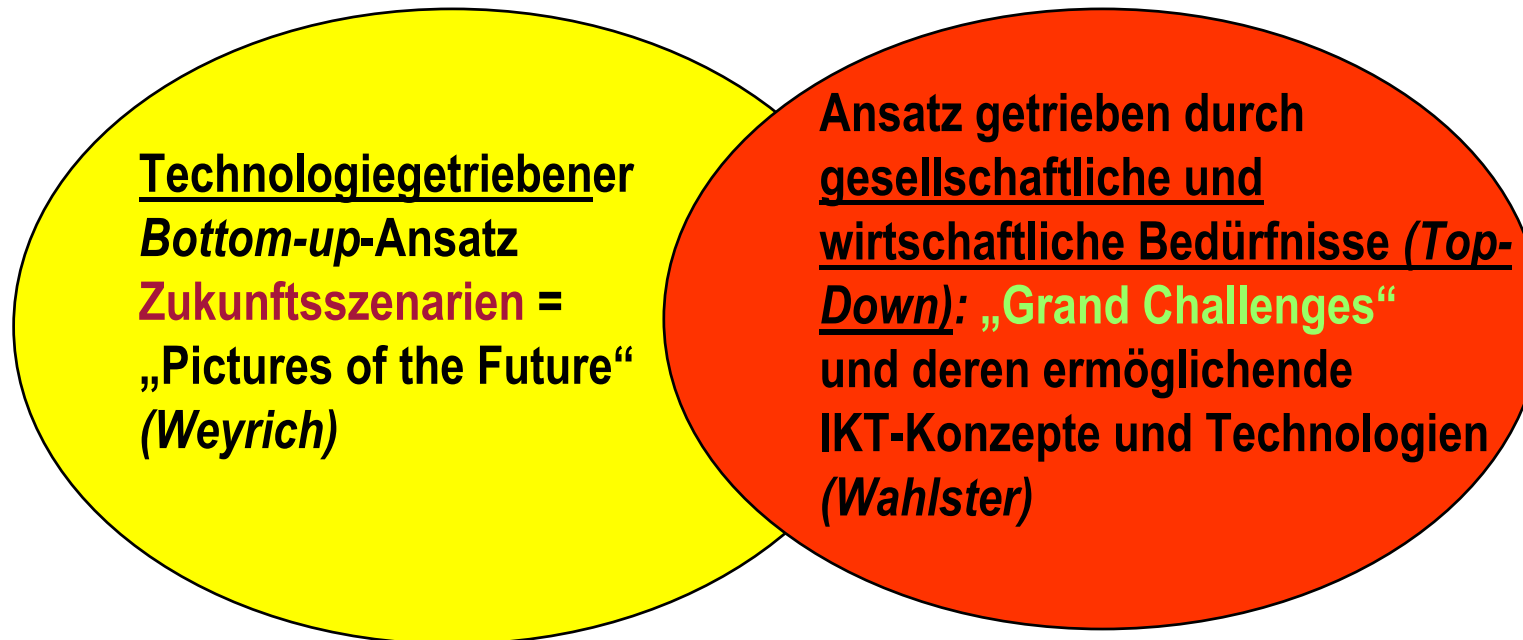 Technologiegetriebener
Bottom-up-Ansatz
Zukunftsszenarien =
„Pictures of the Future“
(Weyrich)
Ansatz getrieben durch
gesellschaftliche und
wirtschaftliche Bedürfnisse (Top-
Down): „Grand Challenges“
und deren ermöglichende
IKT-Konzepte und Technologien
(Wahlster)